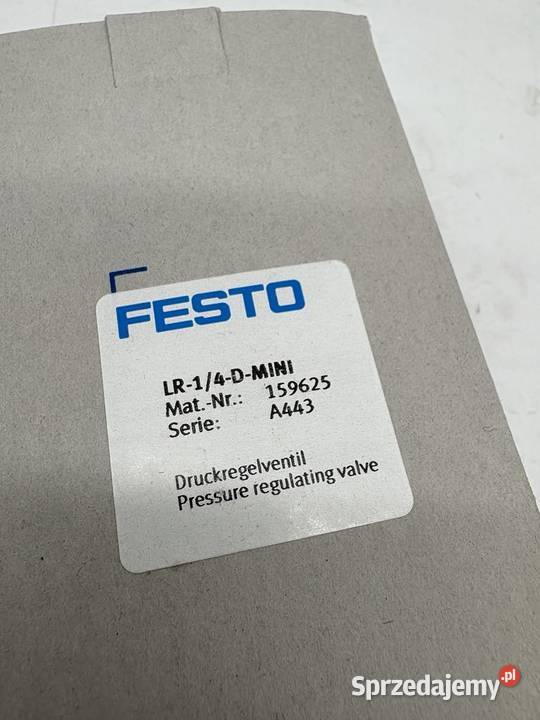 FESTO
LR-1/4-D-MINI
Mat.-Nr.: 159625
Serie: A443
Druckregelventil
Pressure regulating valve
Sprzedajemy.pl